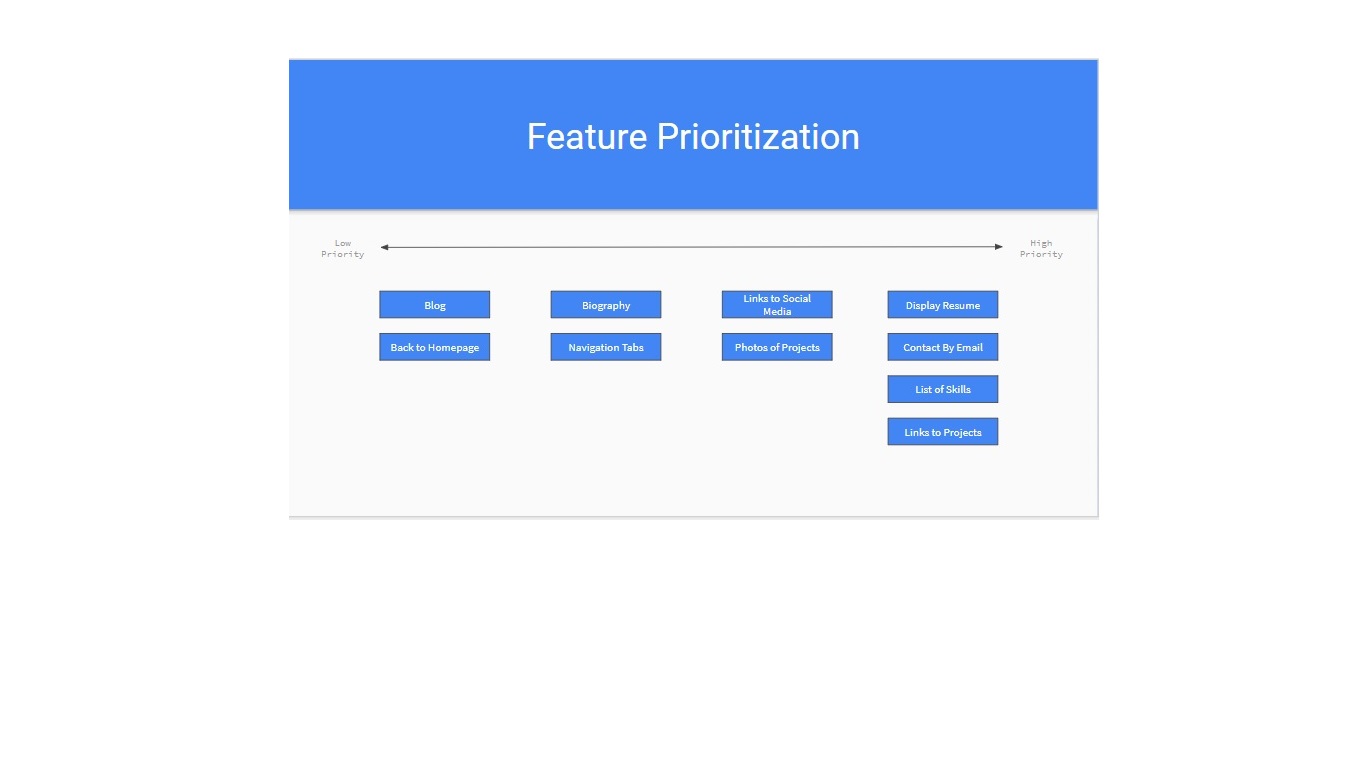 Feature Prioritization
Low
Priority
High
Priority
Blog
Biography
Links to Social
Media
Display Resume
Back to Homepage
Navigation Tabs
Photos of Projects
Contact By Email
List of Skills
Links to Projects